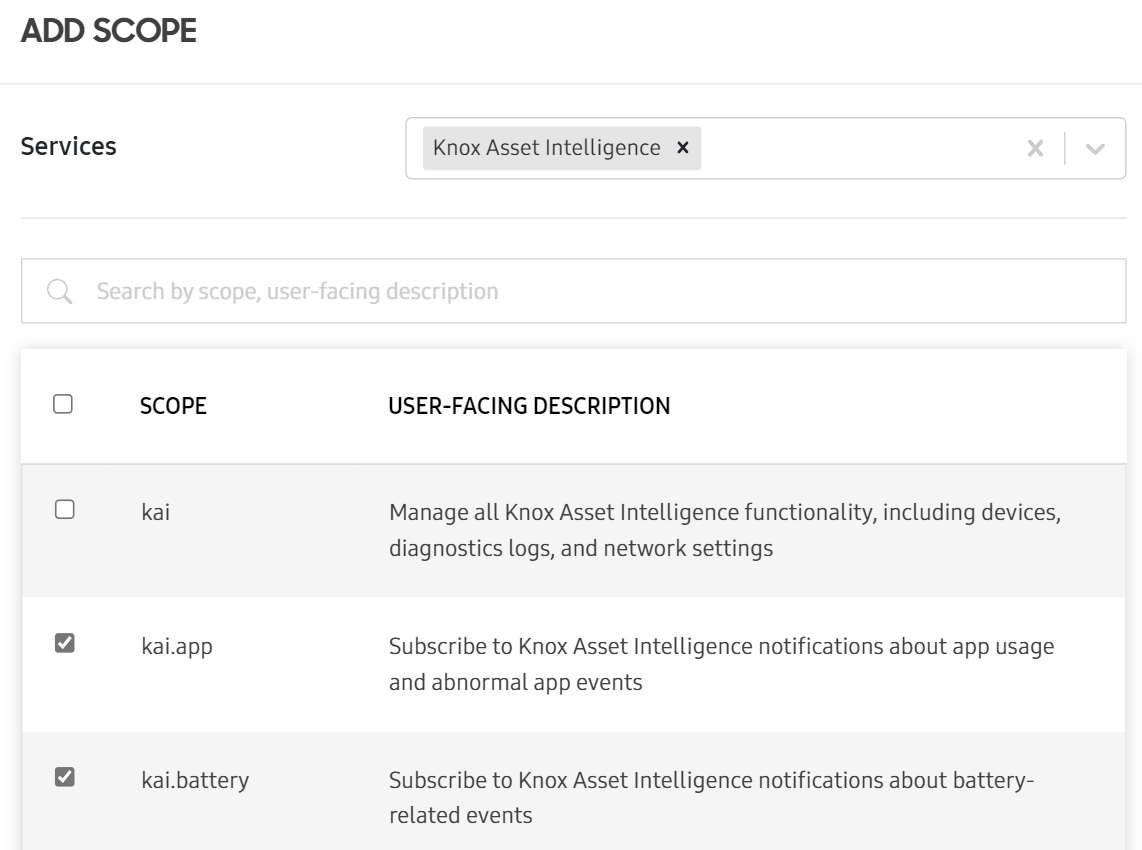 ADD SCOPE
Services
Knox Asset Intelligence
Search by scope, user-facing description
SCOPE USER-FACING DESCRIPTION
kai Manage all Knox Asset Intelligence functionality, including devices,
diagnostics logs, and network settings
kai.app Subscribe to Knox Asset Intelligence notifications about app usage
and abnormal app events
kai.battery Subscribe to Knox Asset Intelligence notifications about battery-
related events